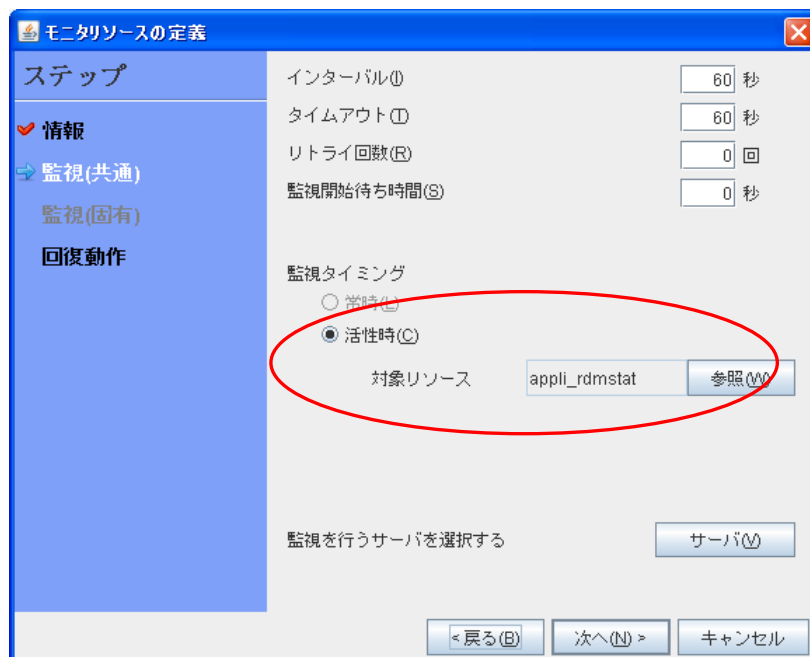 モニタリソースの定義
ステップ
情報
監視(共通)
監視(固有)
回復動作
インターバル(I) 60 秒
タイムアウト(T) 60 秒
リトライ回数(R) 0 回
監視開始待ち時間(S) 0 秒
監視タイミング
常時(L)
活性時(C)
対象リソース appli_rdmstat 参照(W)
監視を行うサーバを選択する サーバ(V)
< 戻る(B) 次へ(N) > キャンセル